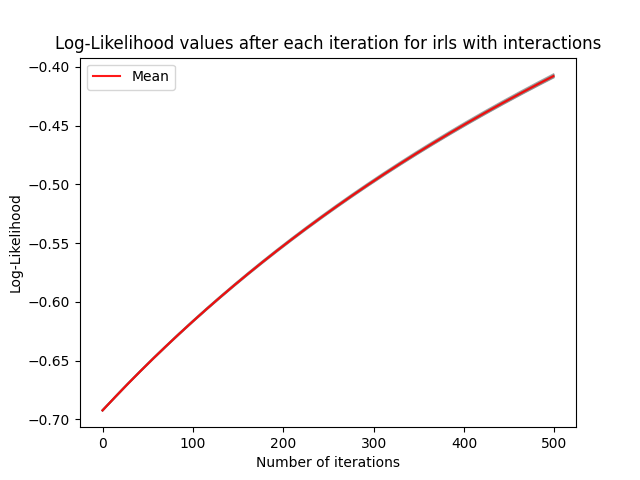 Log-Likelihood values after each iteration for irls with interactions
Mean
−0.40
−0.45
−0.50
−0.55
−0.60
−0.65
−0.70
Log-Likelihood
0 100 200 300 400 500
Number of iterations